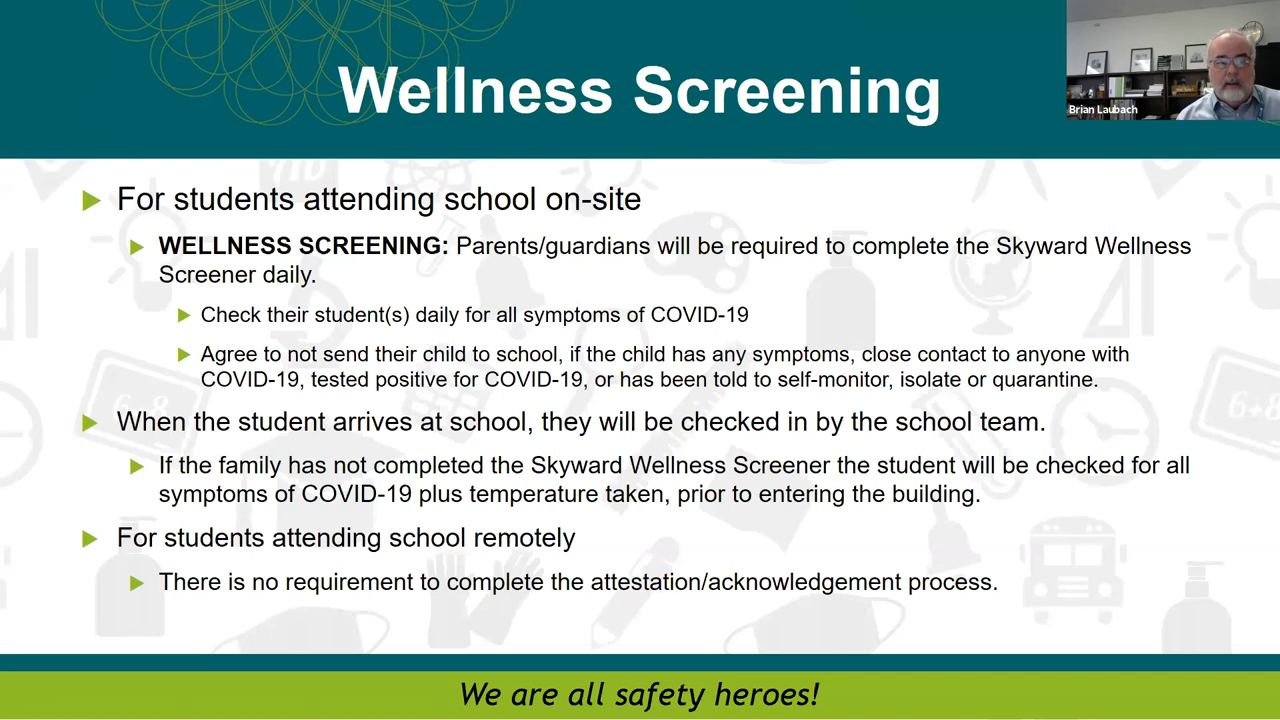 Wellness Screening
Brian Laubach
For students attending school on-site
WELLNESS SCREENING: Parents/guardians will be required to complete the Skyward Wellness
Screener daily.
Check their student(s) daily for all symptoms of COVID-19
Agree to not send their child to school, if the child has any symptoms, close contact to anyone with
COVID-19, tested positive for COVID-19, or has been told to self-monitor, isolate or quarantine.
When the student arrives at school, they will be checked in by the school team.
If the family has not completed the Skyward Wellness Screener the student will be checked for all
symptoms of COVID-19 plus temperature taken, prior to entering the building.
For students attending school remotely
There is no requirement to complete the attestation/acknowledgement process.
We are all safety heroes!